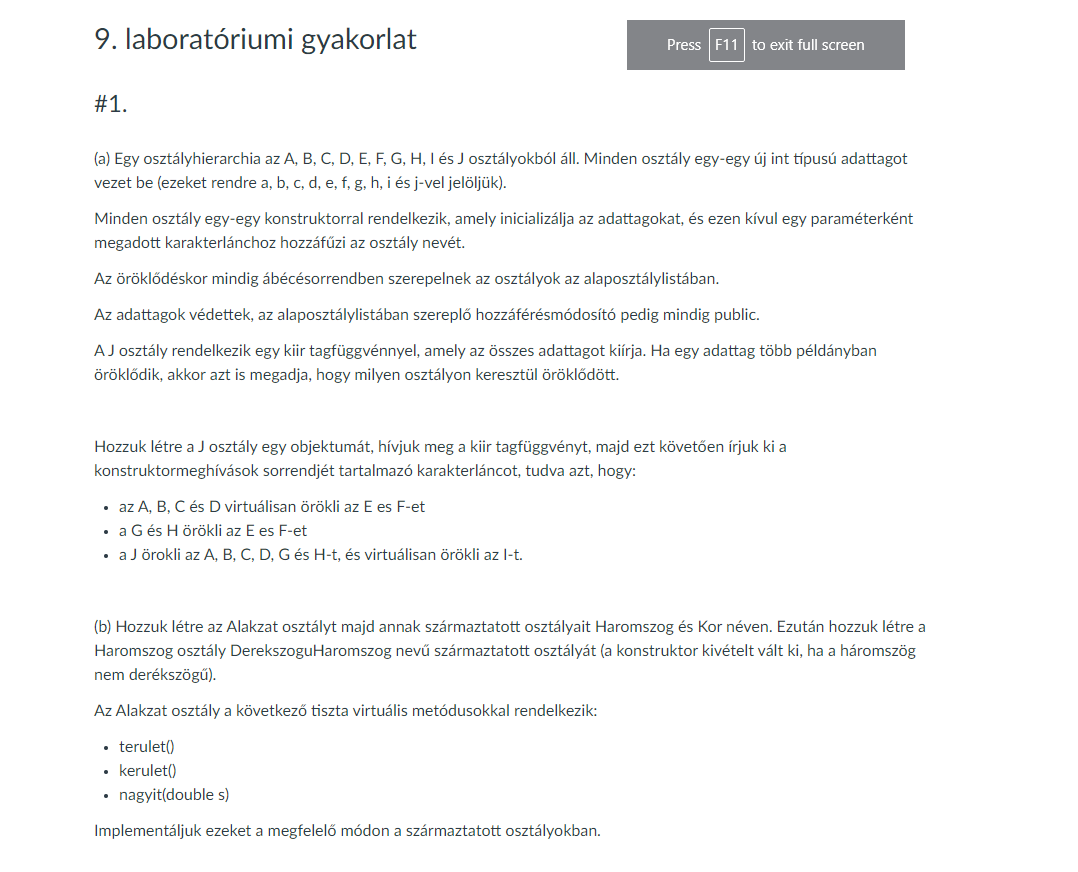 9. laboratóriumi gyakorlat
Press F11 to exit full screen
#1.
(a) Egy osztályhierarchia az A, B, C, D, E, F, G, H, I és J osztályokból áll. Minden osztály egy-egy új int típusú adattagot
vezet be (ezeket rendre a, b, c, d, e, f, g, h, i és j-vel jelöljük).
Minden osztály egy-egy konstruktorral rendelkezik, amely inicializálja az adattagokat, és ezen kívul egy paraméterként
megadott karakterlánchoz hozzáfűzi az osztály nevét.
Az öröklődéskor mindig ábécésorrendben szerepelnek az osztályok az alaposztálylistában.
Az adattagok védettek, az alaposztálylistában szereplő hozzáférésmódosító pedig mindig public.
A J osztály rendelkezik egy kiir tagfüggvénnyel, amely az összes adattagot kiírja. Ha egy adattag több példányban
öröklődik, akkor azt is megadja, hogy milyen osztályon keresztül öröklődött.
Hozzuk létre a J osztály egy objektumát, hívjuk meg a kiir tagfüggvényt, majd ezt követően írjuk ki a
konstruktormeghívások sorrendjét tartalmazó karakterláncot, tudva azt, hogy:
• az A, B, C és D virtuálisan örökli az E es F-et
• a G és H örökli az E es F-et
• a J örokli az A, B, C, D, G és H-t, és virtuálisan örökli az I-t.
(b) Hozzuk létre az Alakzat osztályt majd annak származtatott osztályait Haromszog és Kor néven. Ezután hozzuk létre a
Haromszog osztály DerekszoguHaromszog nevű származtatott osztályát (a konstruktor kivételt vált ki, ha a háromszög
nem derékszögű).
Az Alakzat osztály a következő tiszta virtuális metódusokkal rendelkezik:
• terulet()
• kerulet()
• nagyit(double s)
Implementáljuk ezeket a megfelelő módon a származtatott osztályokban.